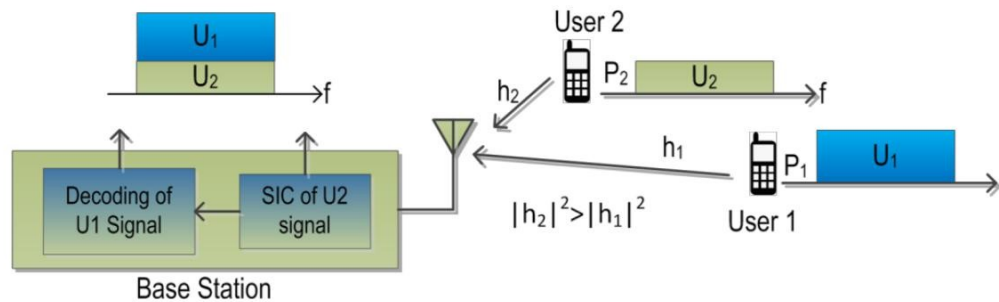 U₁
U₂
f
User 2
P₂
U₂
f
h₂
h₁
P₁
U₁
User 1
|h₂|²>|h₁|²
Decoding of
U1 Signal
SIC of U2
signal
Base Station